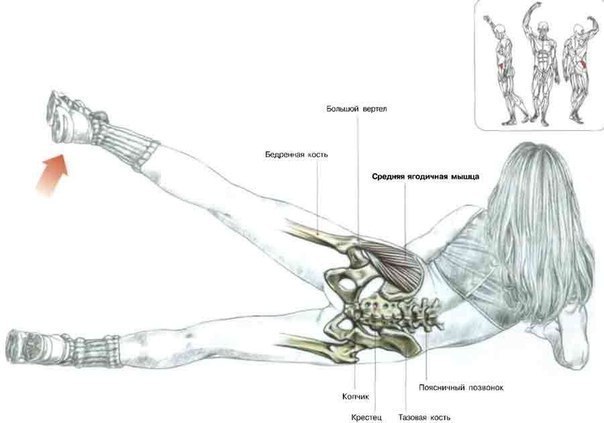 Большой вертел
Бедренная кость
Средняя ягодичная мышца
Поясничный позвонок
Копчик
Крестец
Тазовая кость